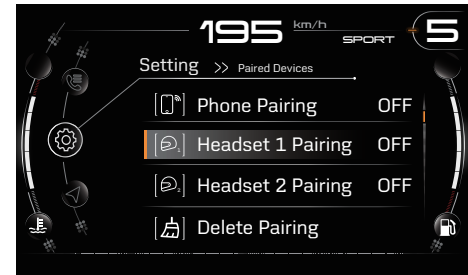 195 km/h SPORT 5
Setting >> Paired Devices
Phone Pairing OFF
Headset 1 Pairing OFF
Headset 2 Pairing OFF
Delete Pairing